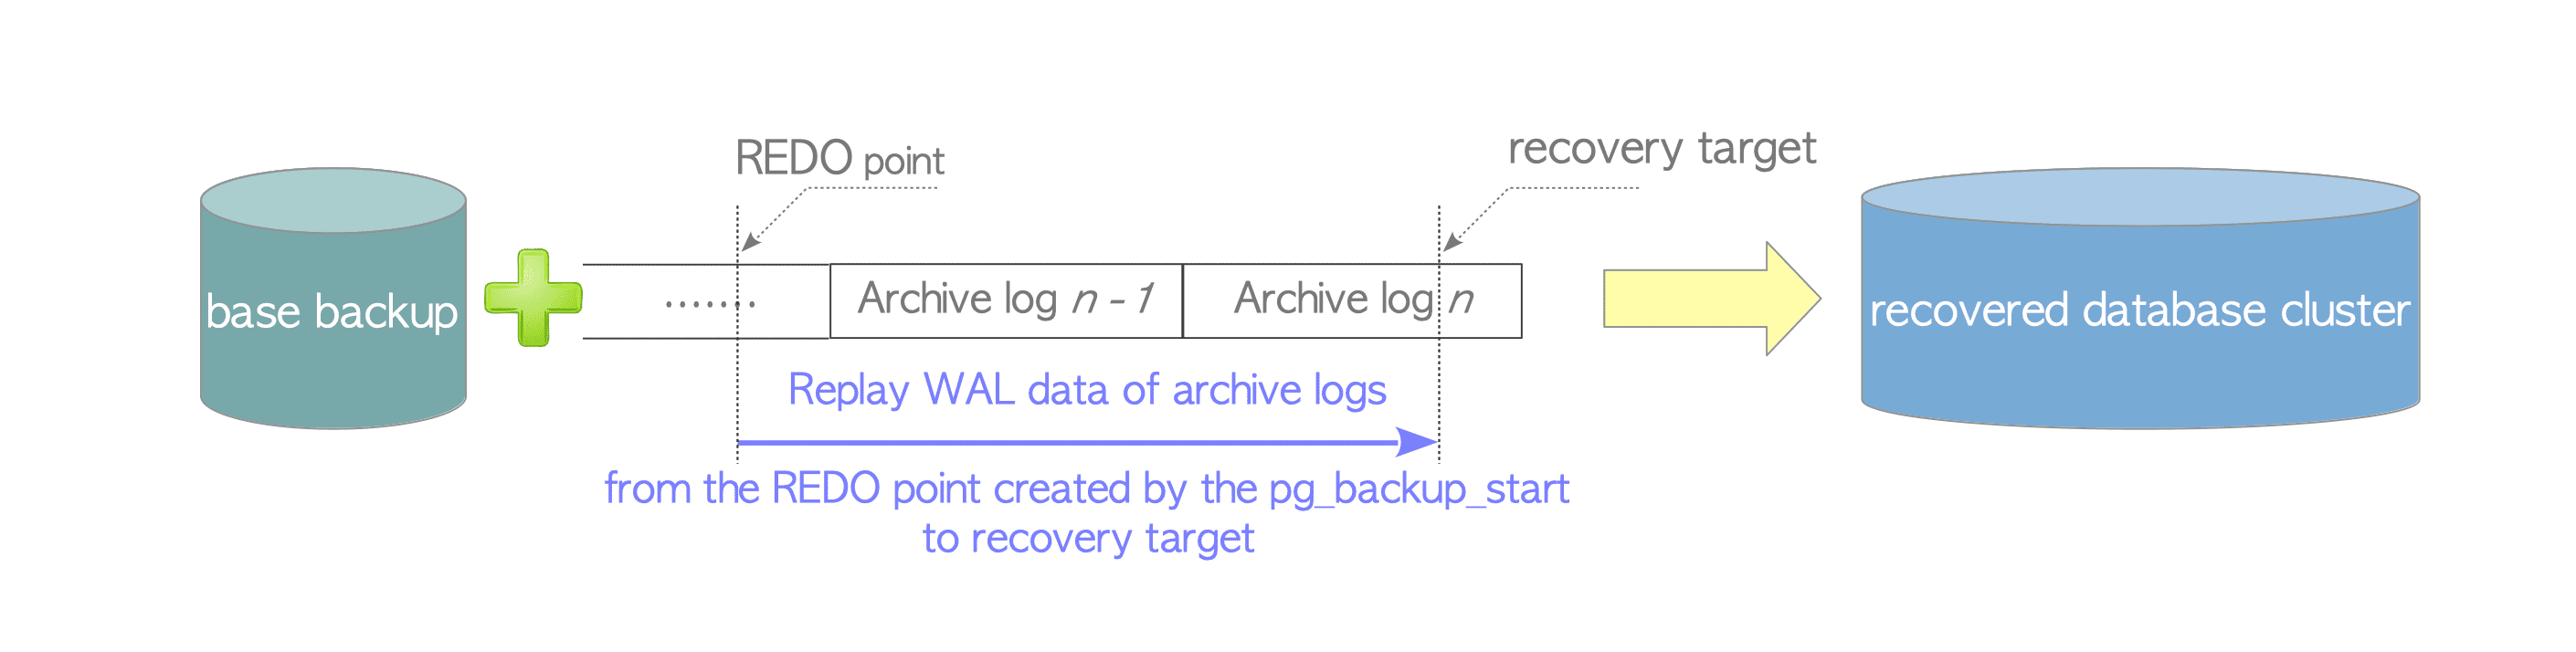 REDO point
recovery target
base backup
.......
Archive log n - 1
Archive log n
recovered database cluster
Replay WAL data of archive logs
from the REDO point created by the pg_backup_start
to recovery target